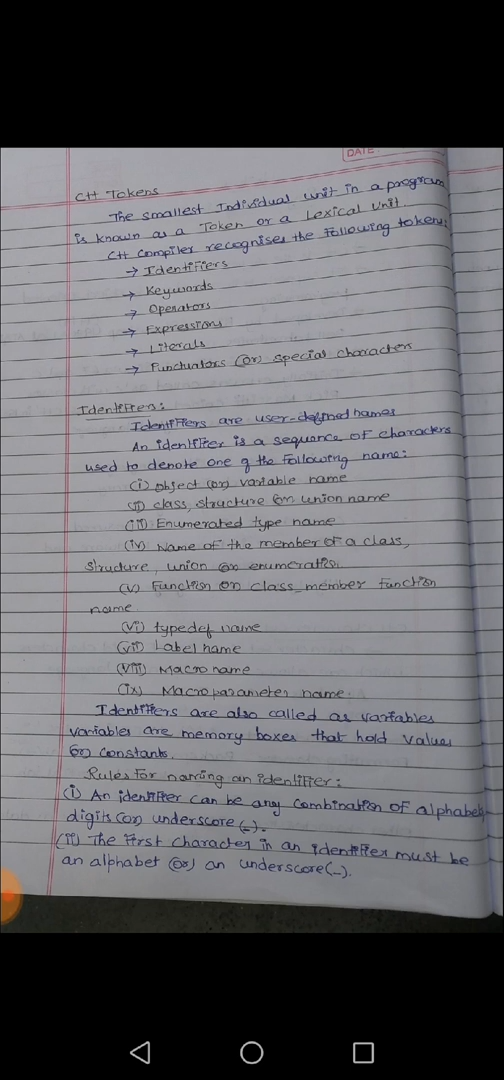 DATE
C++ Tokens
The smallest Individual unit in a program
is known as a Token or a Lexical Unit.
C++ compiler recognises the following tokens:
→ Identifiers
→ Keywords
→ Operators
→ Expressions
→ Literals
→ Punctuators (or) special characters
Identifiers:
Identifiers are user-defined names
An identifier is a sequance of characters
used to denote one of the following name:
(i) object (or) variable name
(ii) class, structure (or) union name
(iii) Enumerated type name
(iv) Name of the member of a class,
structure, union (or) enumeration
(v) Function or class_member function
name
(vi) typedef name
(vii) Label name
(viii) Macro name
(ix) Macro parameter name.
Identifiers are also called as variables
variables are memory boxes that hold values
(or) constants.
Rules for naming an identifier:
(i) An identifier can be any combination of alphabets
digits (or) underscore (_).
(ii) The first character in an identifier must be
an alphabet (or) an underscore (_).